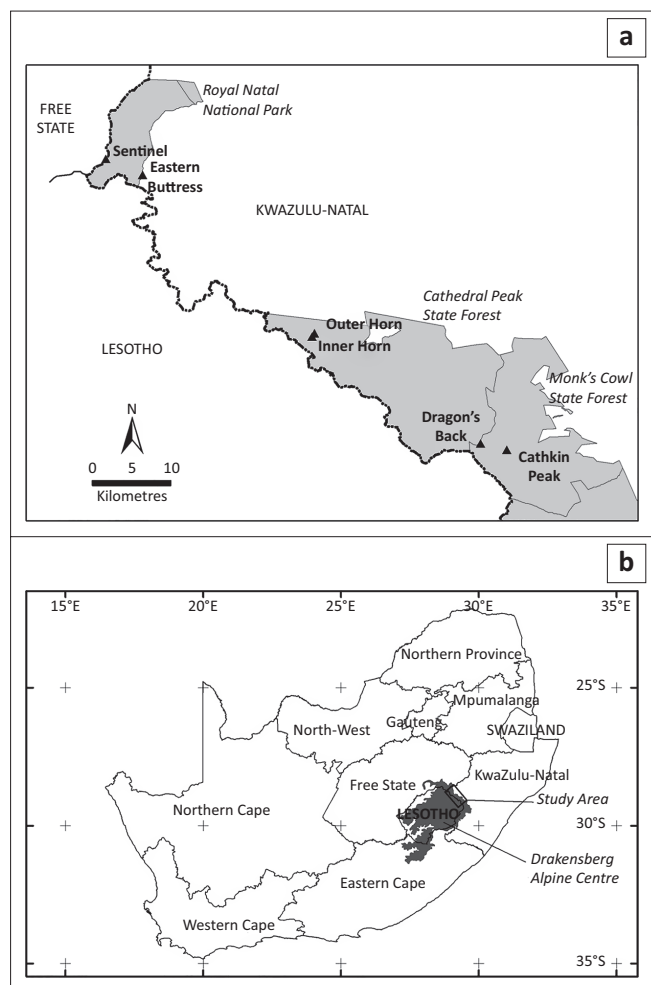 a
Royal Natal
National Park
FREE
STATE
Sentinel
Eastern
Buttress
KWAZULU-NATAL
Cathedral Peak
State Forest
Outer Horn
Inner Horn
LESOTHO
Monk's Cowl
State Forest
N
Dragon's
Back
Cathkin
Peak
0 5 10
Kilometres
b
15°E 20°E 25°E 30°E 35°E
Northern Province
25°S
Mpumalanga
North-West
Gauteng
SWAZILAND
Free State
KwaZulu-Natal
Study Area
Northern Cape
LESOTHO
30°S
Drakensberg
Alpine Centre
Eastern Cape
Western Cape
35°S